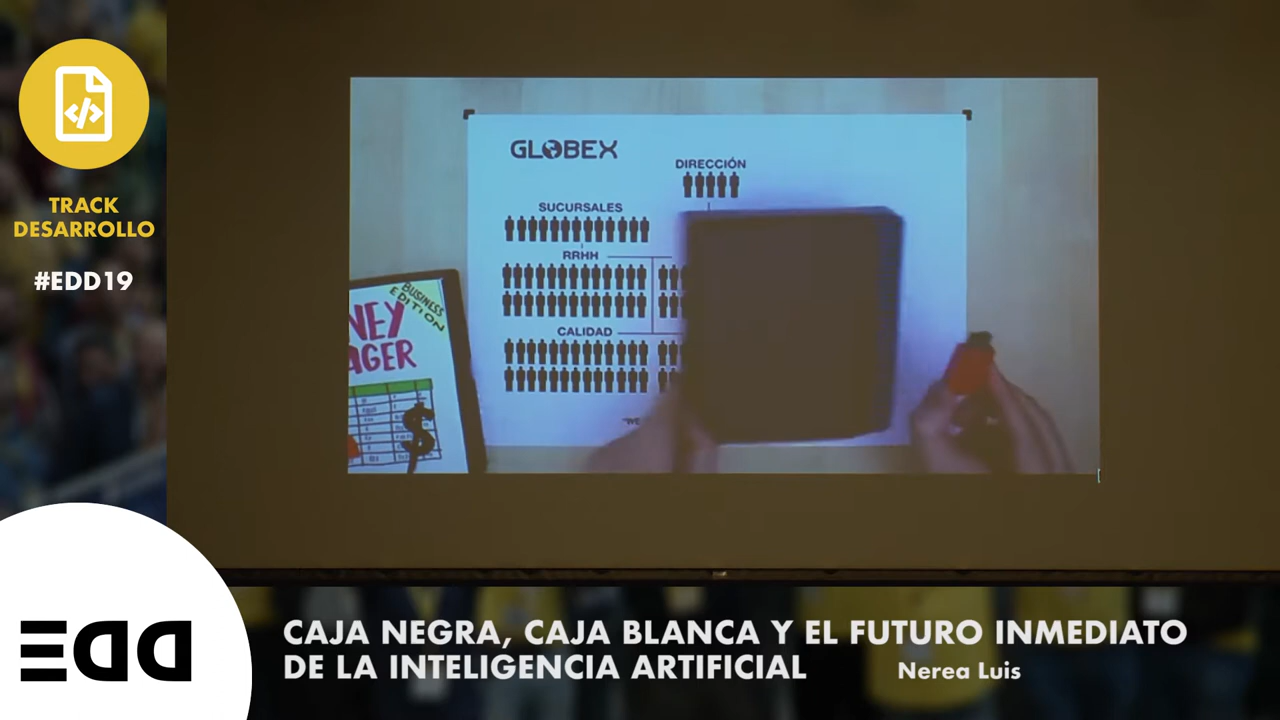 TRACK
DESARROLLO
#EDD19
GLOBEX
DIRECCIÓN
SUCURSALES
RRHH
CALIDAD
BUSINESS
EDITION
NEY
AGER
$
EDD
CAJA NEGRA, CAJA BLANCA Y EL FUTURO INMEDIATO
DE LA INTELIGENCIA ARTIFICIAL
Nerea Luis